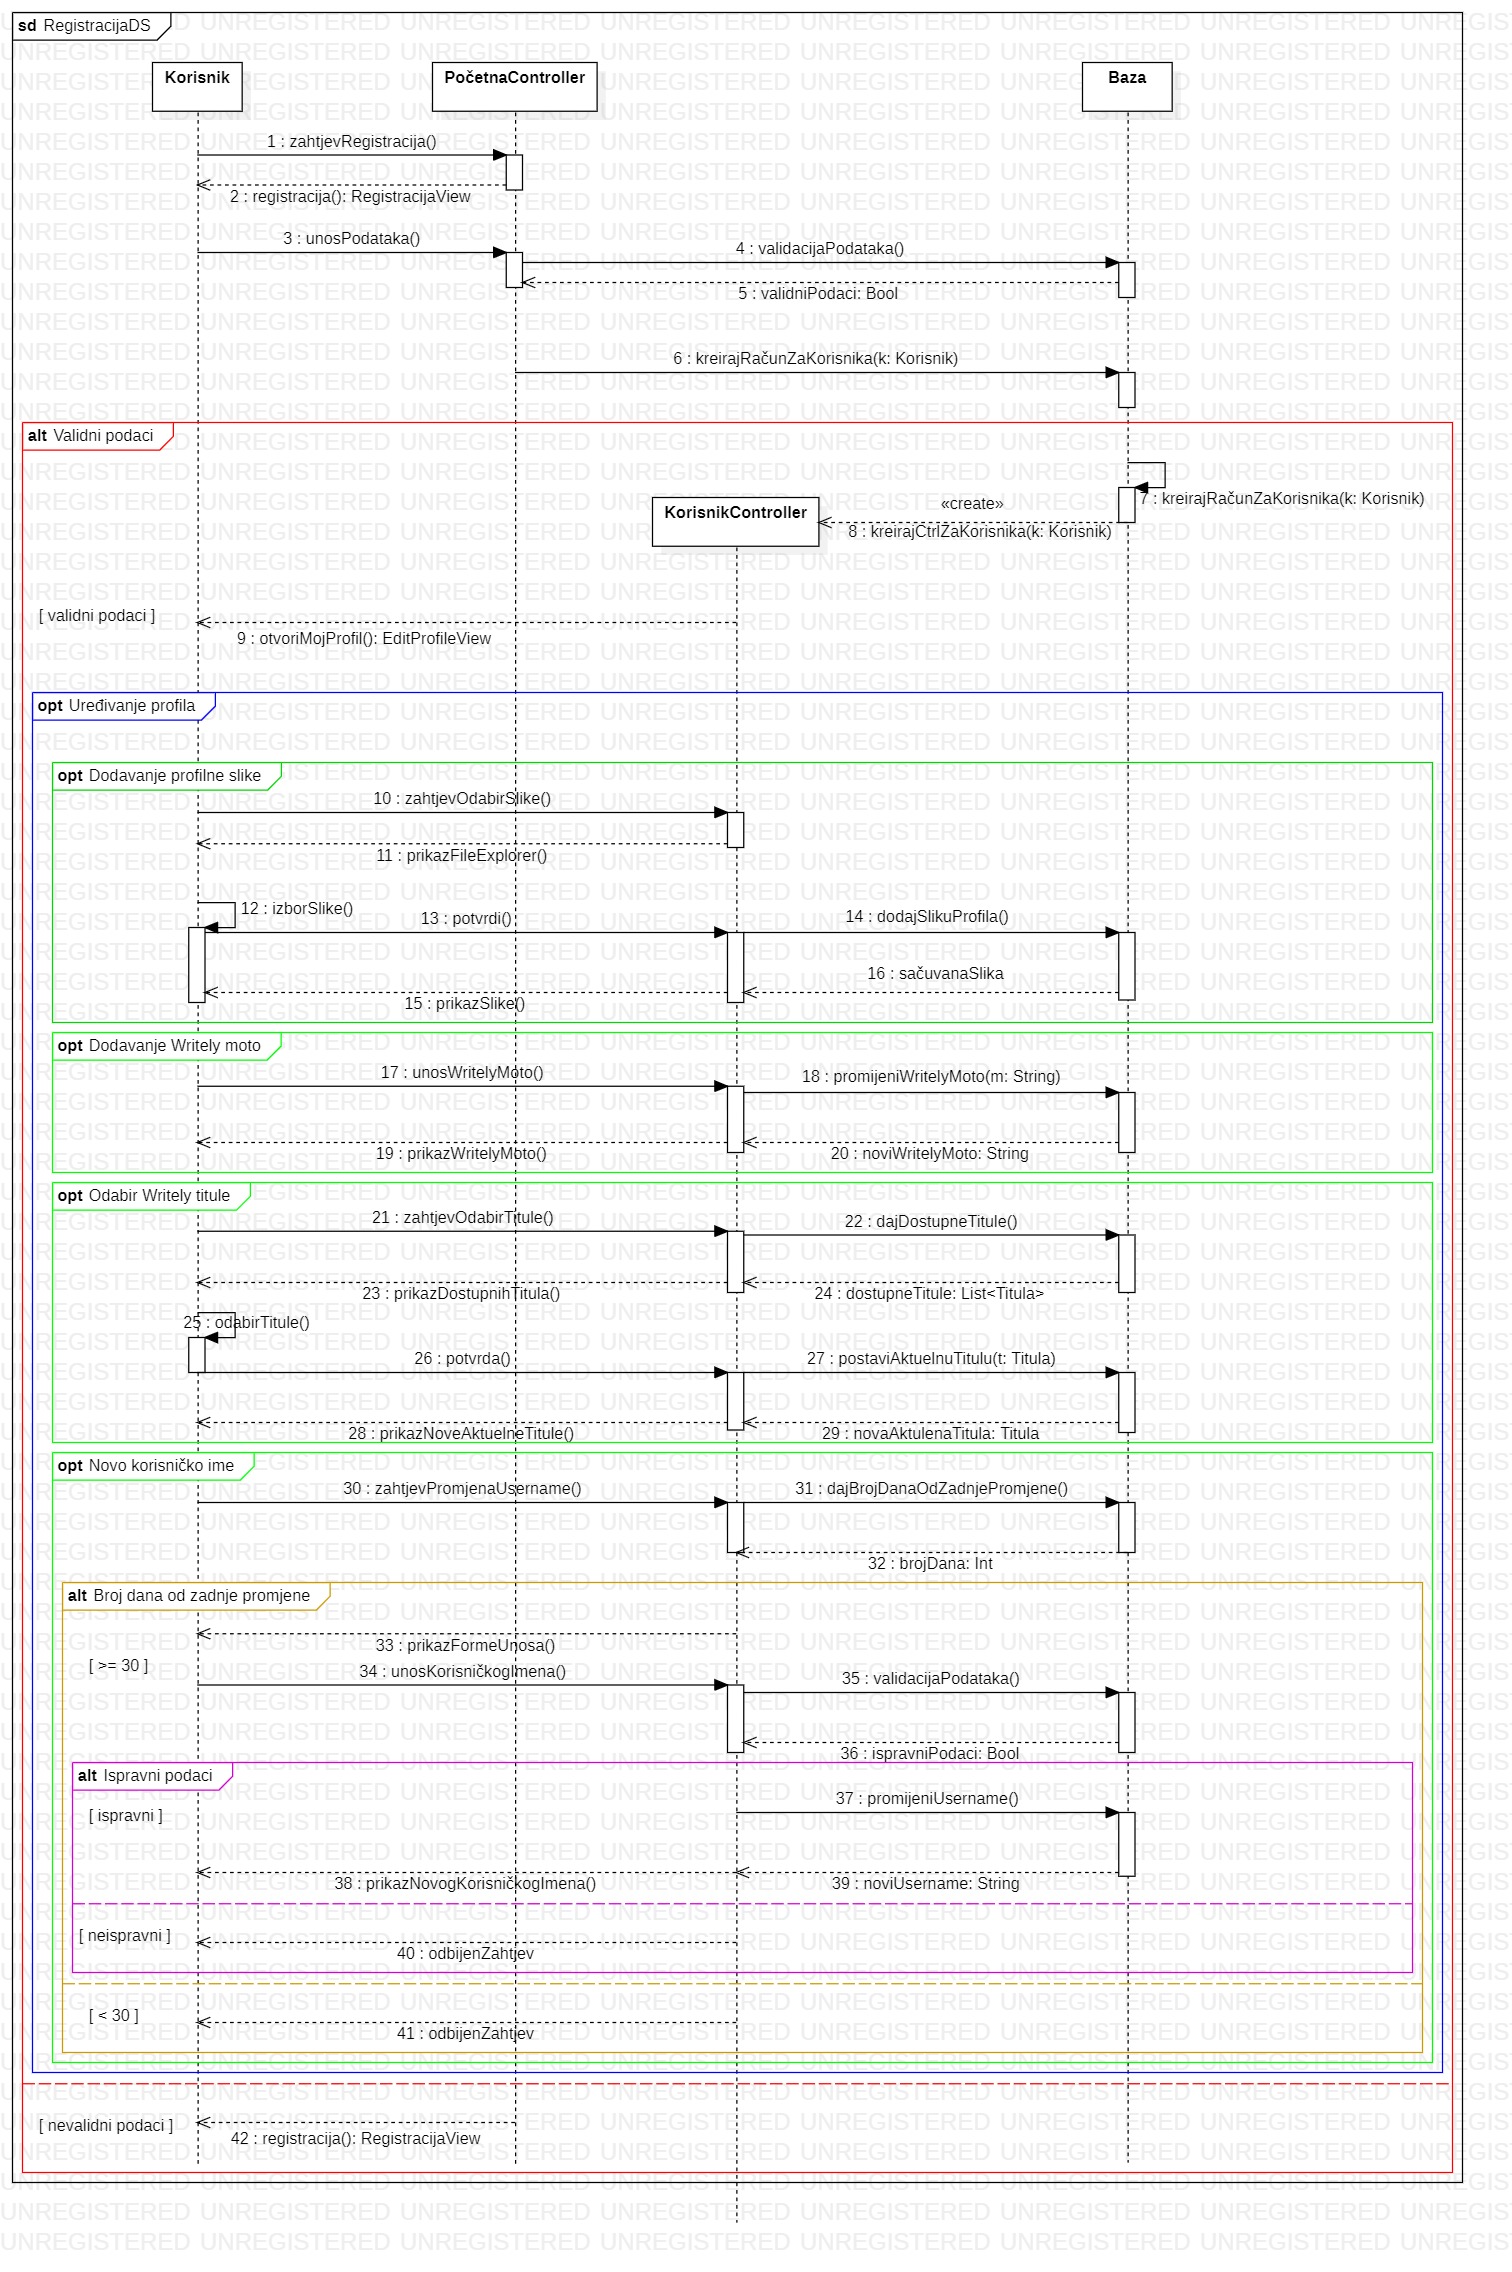 sd RegistracijaDS
Korisnik
PočetnaController
Baza
1 : zahtjevRegistracija()
2 : registracija(): RegistracijaView
3 : unosPodataka()
4 : validacijaPodataka()
5 : validniPodaci: Bool
6 : kreirajRačunZaKorisnika(k: Korisnik)
alt Validni podaci
7 : kreirajRačunZaKorisnika(k: Korisnik)
«create»
KorisnikController
8 : kreirajCtrlZaKorisnika(k: Korisnik)
[ validni podaci ]
9 : otvoriMojProfil(): EditProfileView
opt Uređivanje profila
opt Dodavanje profilne slike
10 : zahtjevOdabirSlike()
11 : prikazFileExplorer()
12 : izborSlike()
13 : potvrdi()
14 : dodajSlikuProfila()
16 : sačuvanaSlika
15 : prikazSlike()
opt Dodavanje Writely moto
17 : unosWritelyMoto()
18 : promijeniWritelyMoto(m: String)
19 : prikazWritelyMoto()
20 : noviWritelyMoto: String
opt Odabir Writely titule
21 : zahtjevOdabirTitule()
22 : dajDostupneTitule()
23 : prikazDostupnihTitula()
24 : dostupneTitule: List<Titula>
25 : odabirTitule()
26 : potvrda()
27 : postaviAktuelnuTitulu(t: Titula)
28 : prikazNoveAktuelneTitule()
29 : novaAktulenaTitula: Titula
opt Novo korisničko ime
30 : zahtjevPromjenaUsername()
31 : dajBrojDanaOdZadnjePromjene()
32 : brojDana: Int
alt Broj dana od zadnje promjene
33 : prikazFormeUnosa()
[ >= 30 ]
34 : unosKorisničkogImena()
35 : validacijaPodataka()
36 : ispravniPodaci: Bool
alt Ispravni podaci
[ ispravni ]
37 : promijeniUsername()
38 : prikazNovogKorisničkogImena()
39 : noviUsername: String
[ neispravni ]
40 : odbijenZahtjev
[ < 30 ]
41 : odbijenZahtjev
[ nevalidni podaci ]
42 : registracija(): RegistracijaView